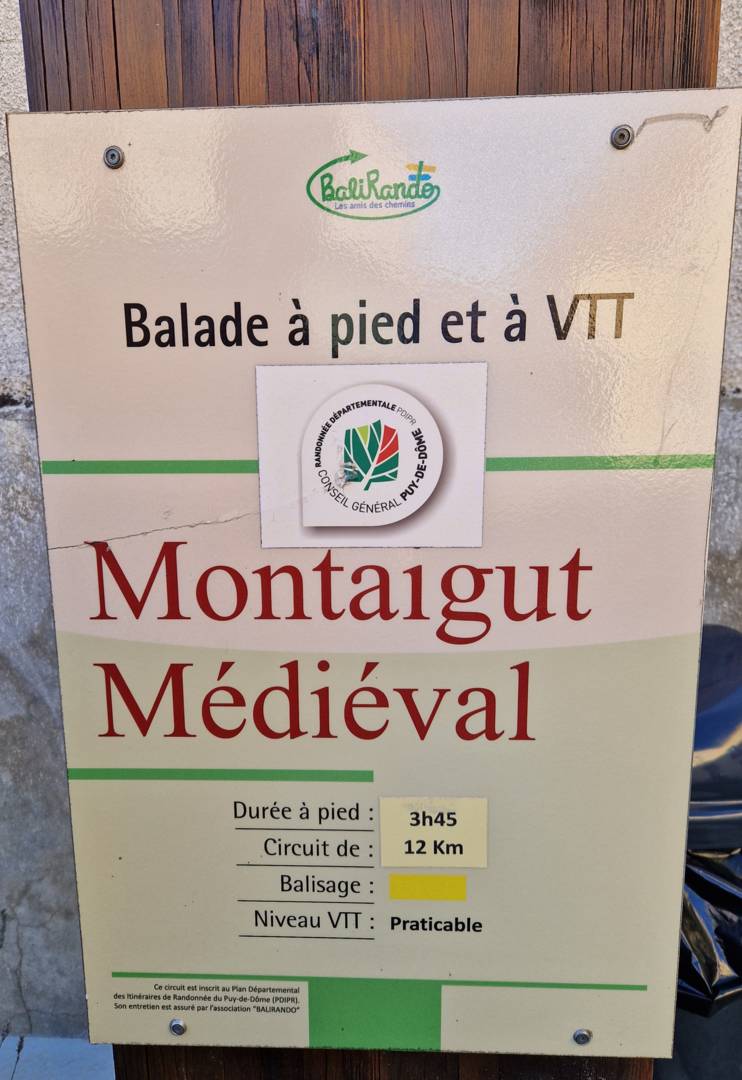 BaliRando
Les amis des chemins
Balade à pied et à VTT
RANDONNÉE DÉPARTEMENTALE PDIPR
CONSEIL GÉNÉRAL PUY-DE-DÔME
Montaigut
Médiéval
Durée à pied : 3h45
Circuit de : 12 Km
Balisage :
Niveau VTT : Praticable
Ce circuit est inscrit au Plan Départemental
des Itinéraires de Randonnée du Puy-de-Dôme (PDIPR).
Son entretien est assuré par l'association "BALIRANDO"